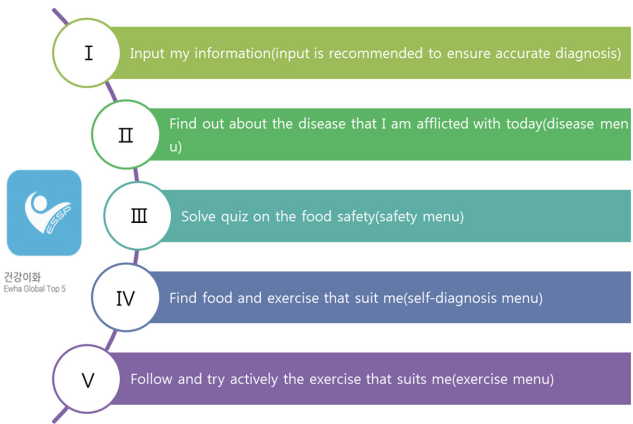 I
Input my information(input is recommended to ensure accurate diagnosis)
II
Find out about the disease that I am afflicted with today(disease men
u)
III
Solve quiz on the food safety(safety menu)
ESSP
건강이화
Ewha Global Top 5
IV
Find food and exercise that suit me(self-diagnosis menu)
V
Follow and try actively the exercise that suits me(exercise menu)